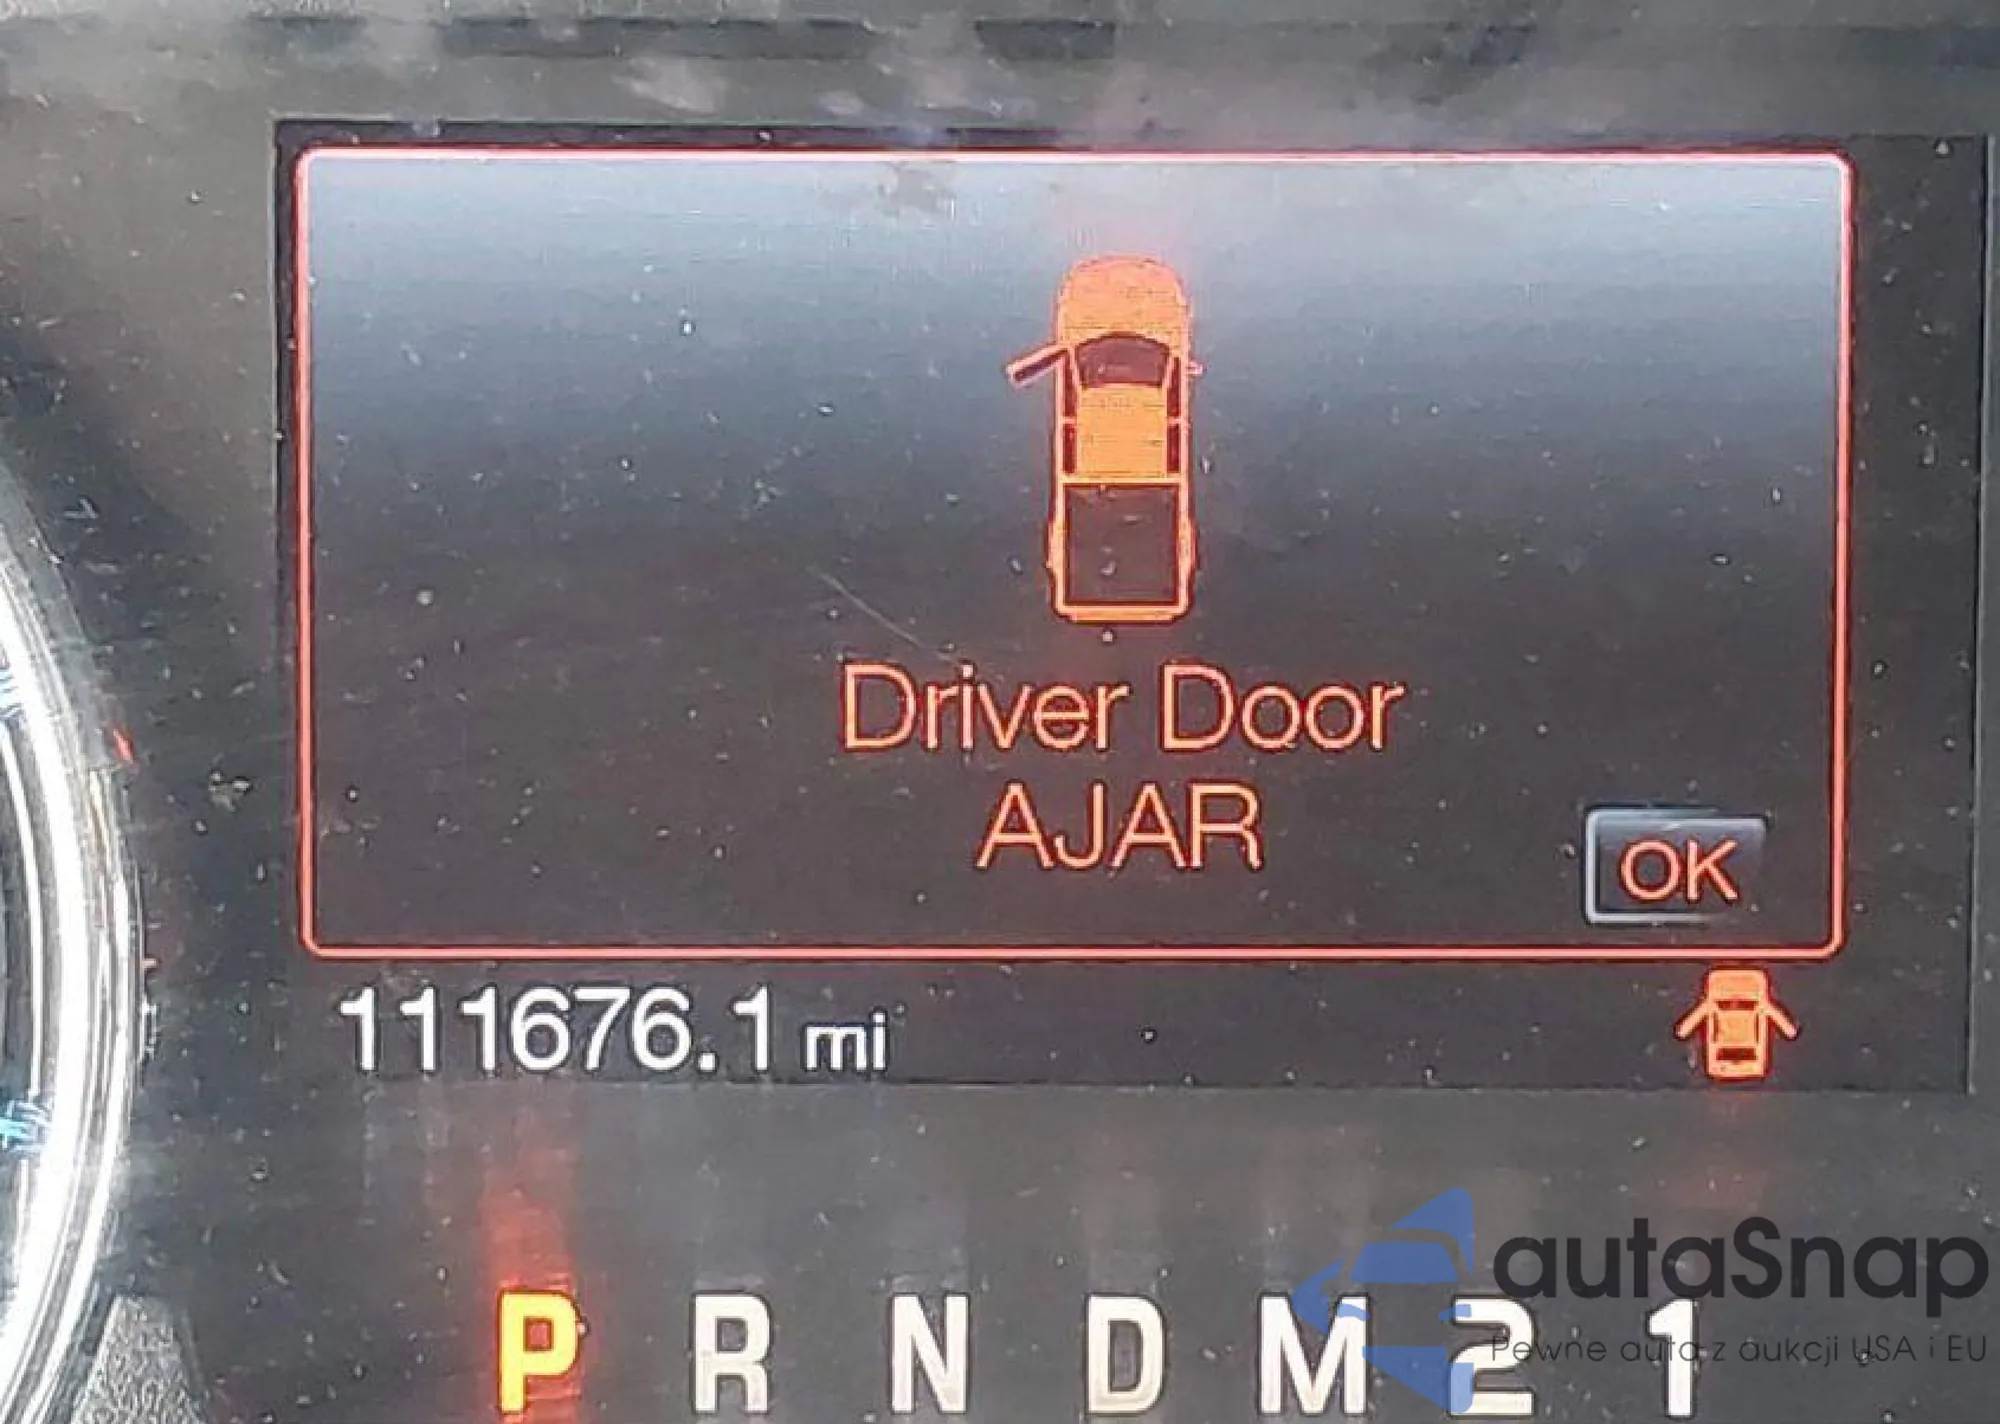 Driver Door
AJAR
OK
111676.1 mi
P R N D M 2 1
autaSnap
Pewne auta z aukcji USA i EU